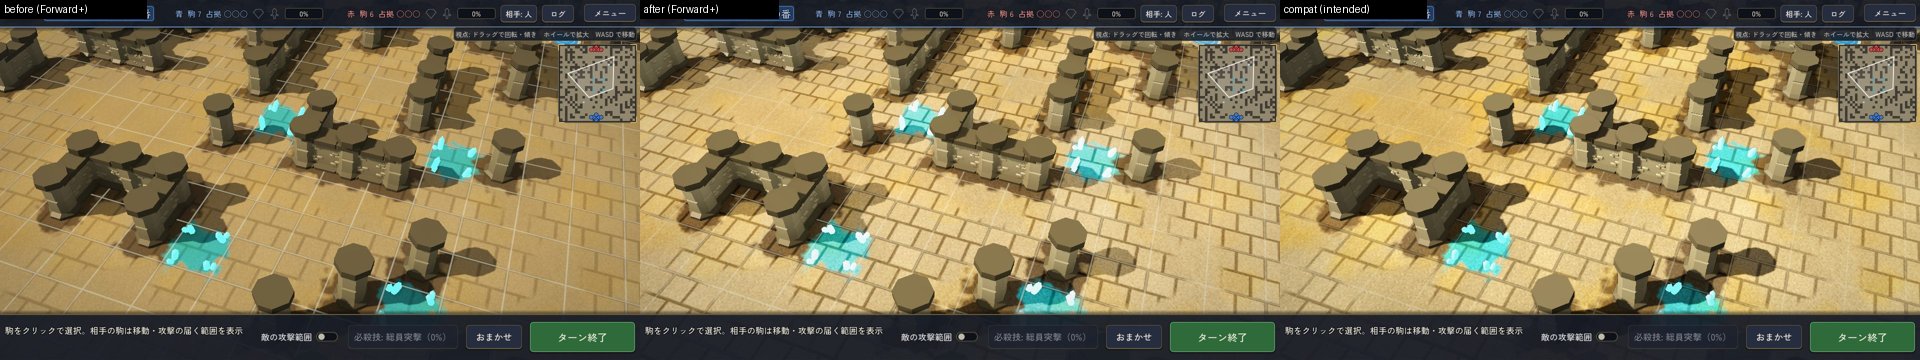 before (Forward+)
番
青 駒 7 占拠 ○○○ 0%
赤 駒 6 占拠 ○○○ 0%
相手: 人
ログ
メニュー
視点: ドラッグで回転・傾き ホイールで拡大 WASD で移動
駒をクリックで選択。相手の駒は移動・攻撃の届く範囲を表示
敵の攻撃範囲
必殺技: 総員突撃 (0%)
おまかせ
ターン終了
after (Forward+)
番
青 駒 7 占拠 ○○○ 0%
赤 駒 6 占拠 ○○○ 0%
相手: 人
ログ
メニュー
視点: ドラッグで回転・傾き ホイールで拡大 WASD で移動
駒をクリックで選択。相手の駒は移動・攻撃の届く範囲を表示
敵の攻撃範囲
必殺技: 総員突撃 (0%)
おまかせ
ターン終了
compat (intended)
番
青 駒 7 占拠 ○○○ 0%
赤 駒 6 占拠 ○○○ 0%
相手: 人
ログ
メニュー
視点: ドラッグで回転・傾き ホイールで拡大 WASD で移動
駒をクリックで選択。相手の駒は移動・攻撃の届く範囲を表示
敵の攻撃範囲
必殺技: 総員突撃 (0%)
おまかせ
ターン終了